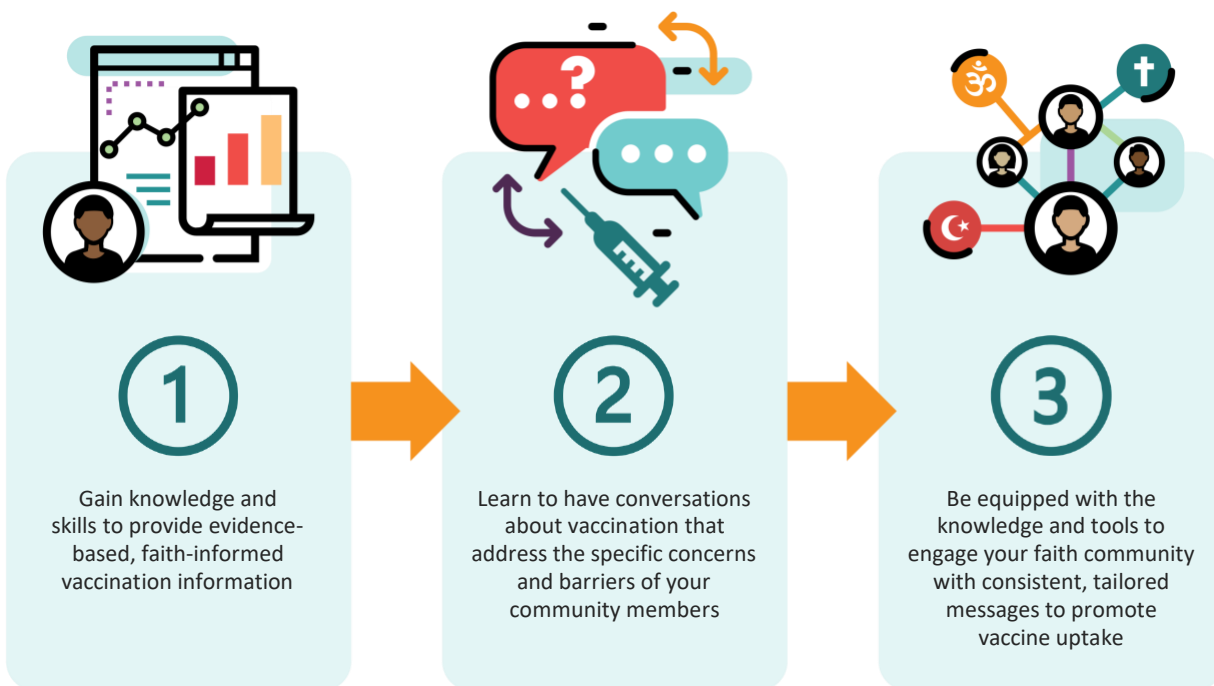 ?
ॐ
1
Gain knowledge and
skills to provide evidence-
based, faith-informed
vaccination information
2
Learn to have conversations
about vaccination that
address the specific concerns
and barriers of your
community members
3
Be equipped with the
knowledge and tools to
engage your faith community
with consistent, tailored
messages to promote
vaccine uptake